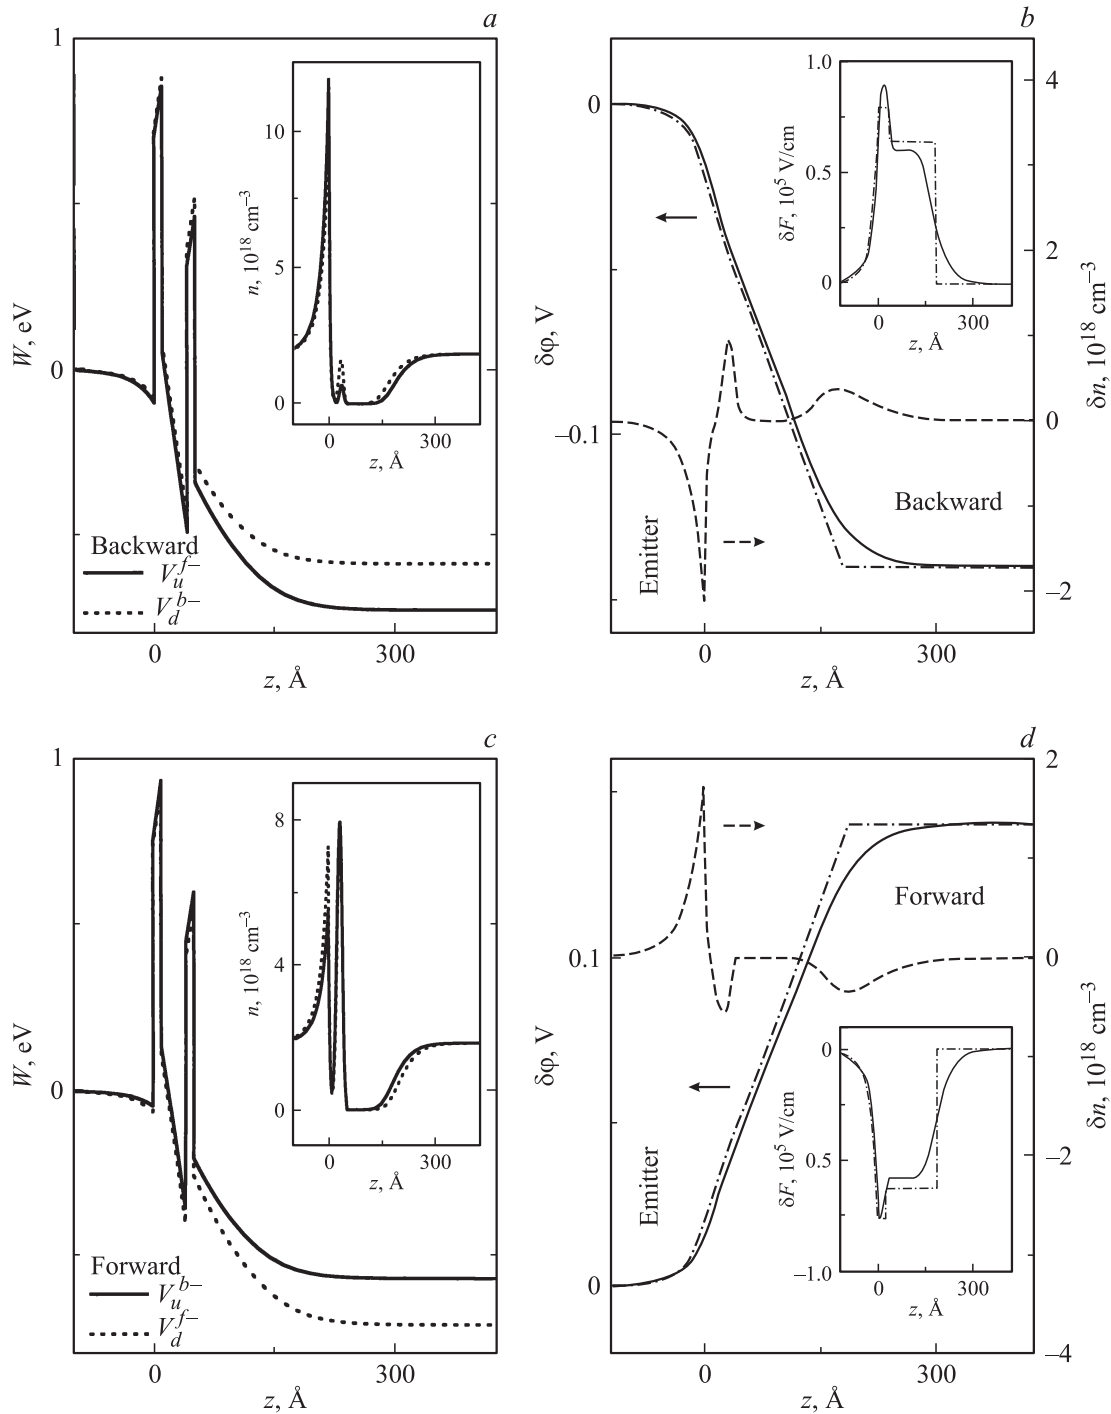 a
1
0
W, eV
10
5
0
n, 10^18 cm^−3
0
300
z, Å
Backward
V_u^f−
V_d^b−
0
300
z, Å
b
0
−0.1
δφ, V
4
2
0
−2
δn, 10^18 cm^−3
1.0
0.5
0
δF, 10^5 V/cm
0
300
z, Å
Backward
Emitter
0
300
z, Å
c
1
0
W, eV
8
4
0
n, 10^18 cm^−3
0
300
z, Å
Forward
V_u^b−
V_d^f−
0
300
z, Å
d
0.1
0
δφ, V
2
0
−2
−4
δn, 10^18 cm^−3
Forward
Emitter
0
0.5
−1.0
δF, 10^5 V/cm
0
300
z, Å
0
300
z, Å